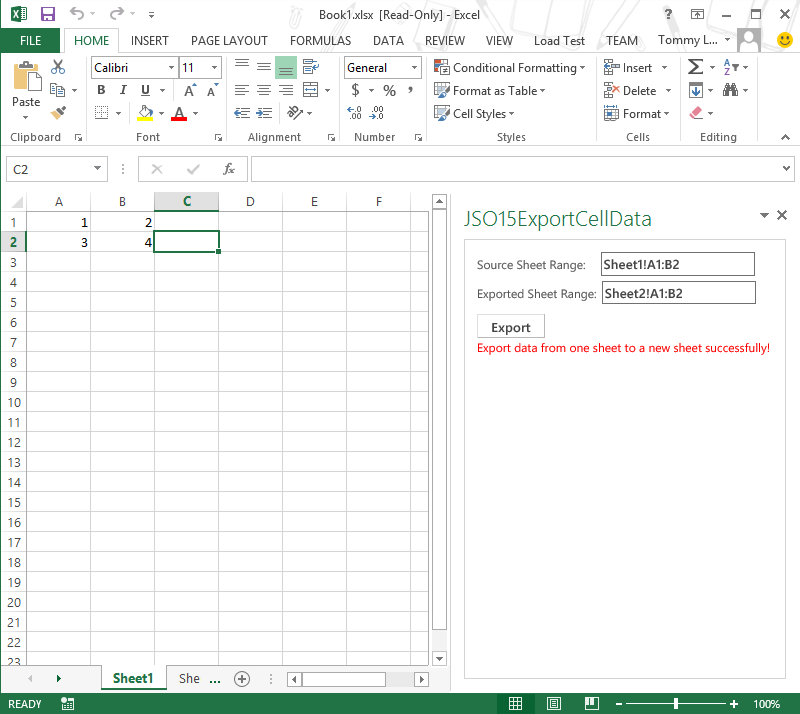 Book1.xlsx [Read-Only] - Excel
?
FILE HOME INSERT PAGE LAYOUT FORMULAS DATA REVIEW VIEW Load Test TEAM Tommy L...
Paste
Calibri 11
B I U A A
A
General
$ % ,
.0 .00
.00 .0
Conditional Formatting
Format as Table
Cell Styles
Insert
Delete
Format
Σ A Z
Clipboard Font Alignment Number Styles Cells Editing
C2 fx
A B C D E F
1 1 2
2 3 4
3
4
5
6
7
8
9
10
11
12
13
14
15
16
17
18
19
20
21
22
23
JSO15ExportCellData
Source Sheet Range: Sheet1!A1:B2
Exported Sheet Range: Sheet2!A1:B2
Export
Export data from one sheet to a new sheet successfully!
Sheet1 She ...
READY 100%